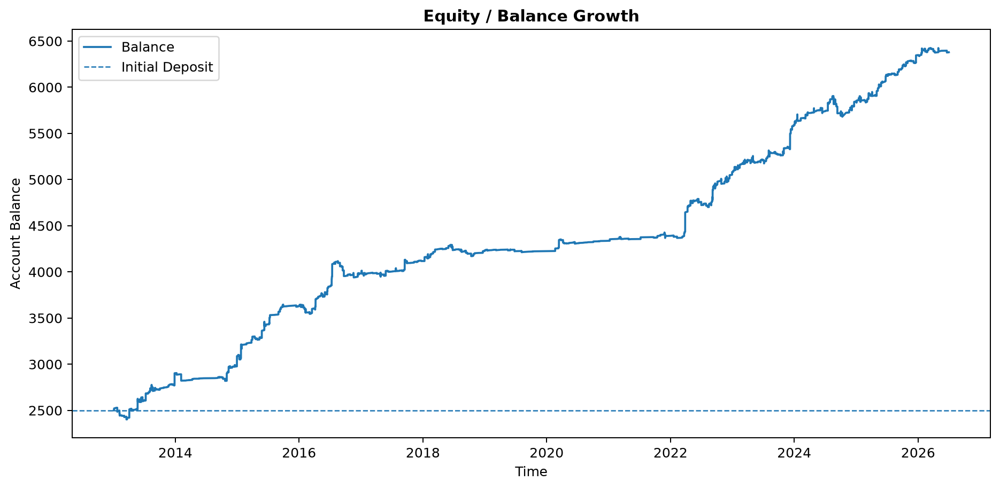 Equity / Balance Growth
Balance
Initial Deposit
6500
6000
5500
5000
4500
4000
3500
3000
2500
Account Balance
2014 2016 2018 2020 2022 2024 2026
Time